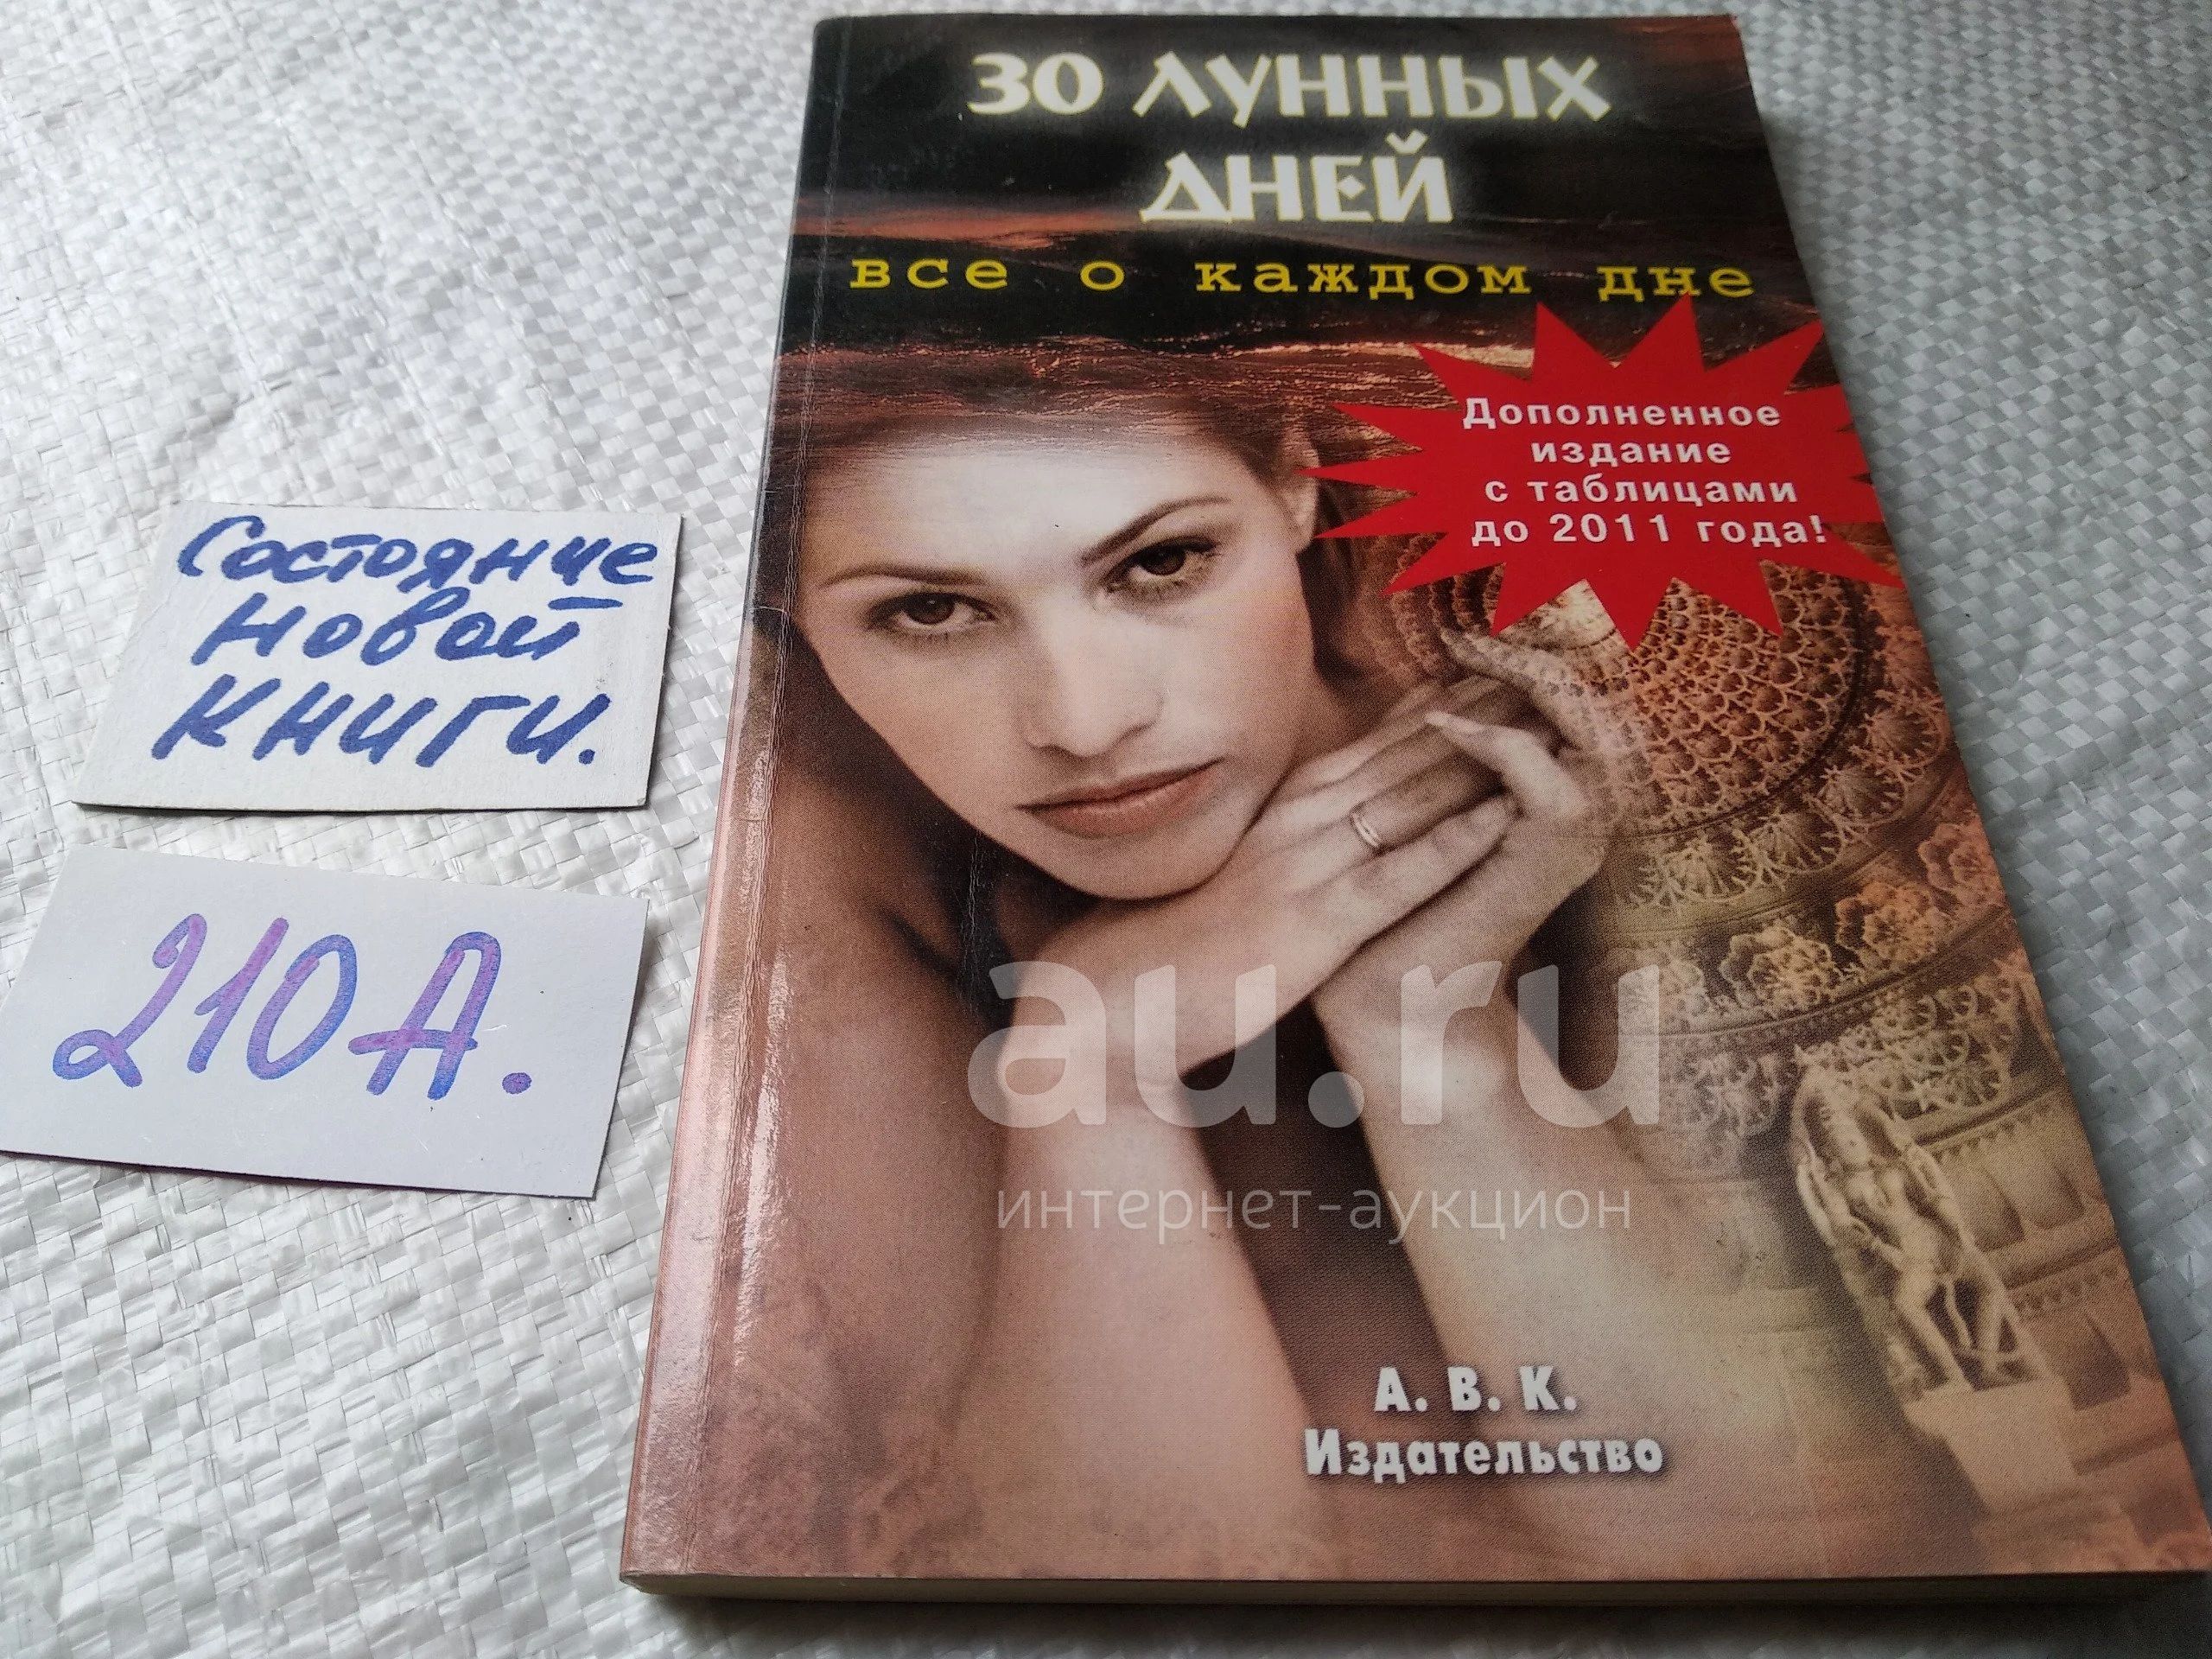 30 ЛУННЫХ
ДНЕЙ
все о каждом дне
Дополненное
издание
с таблицами
до 2011 года!
Состояние
новой
книги.
210А.
au.ru
интернет-аукцион
А. В. К.
Издательство